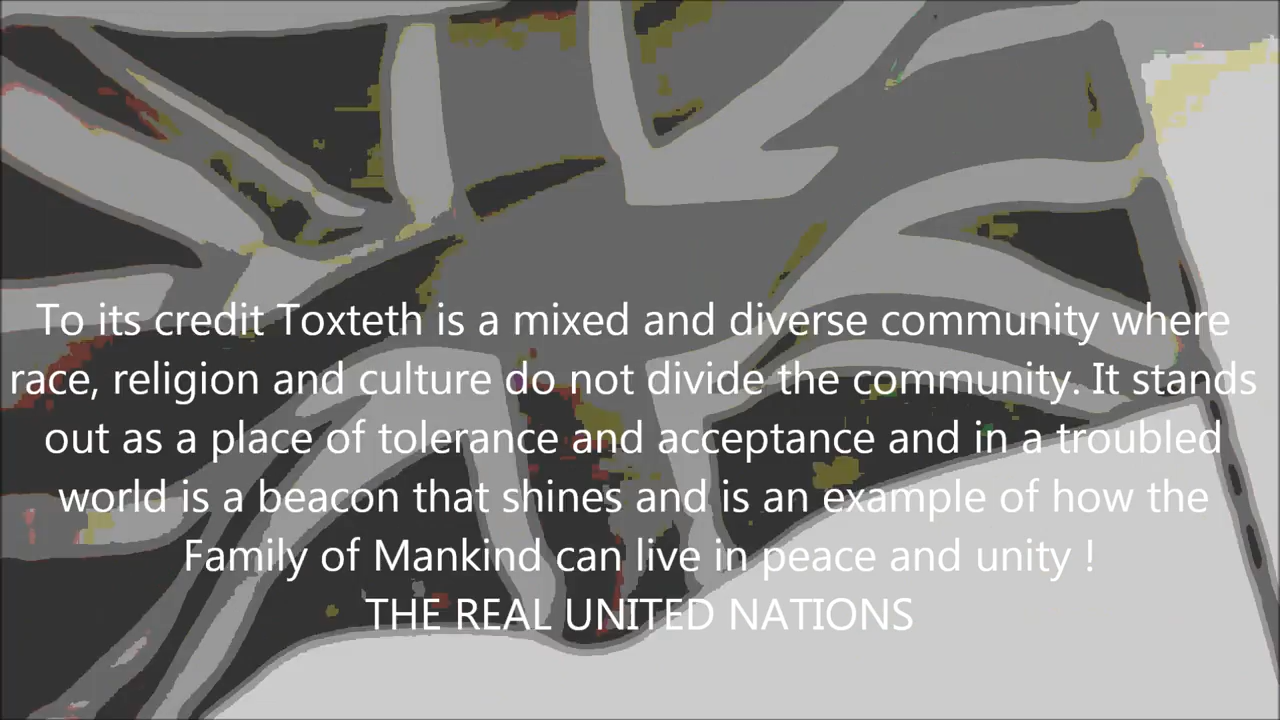 To its credit Toxteth is a mixed and diverse community where
race, religion and culture do not divide the community. It stands
out as a place of tolerance and acceptance and in a troubled
world is a beacon that shines and is an example of how the
Family of Mankind can live in peace and unity !
THE REAL UNITED NATIONS